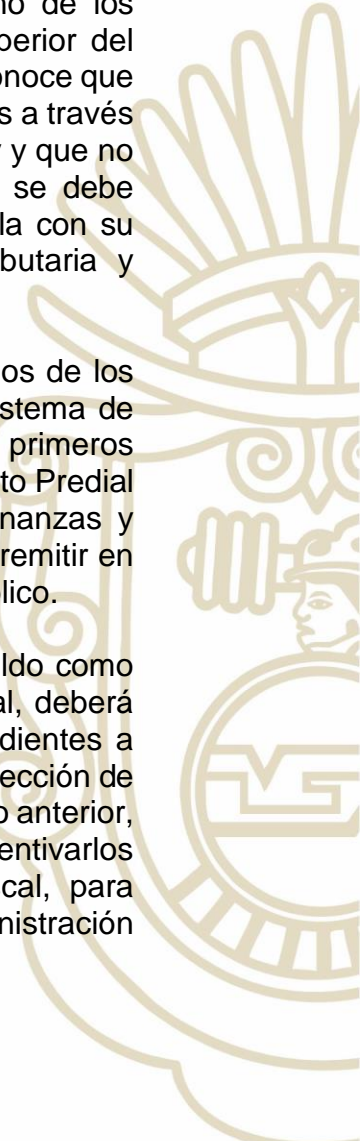 no de los
perior del
onoce que
s a través
y y que no
se debe
la con su
butaria y
os de los
istema de
primeros
to Predial
nanzas y
remitir en
lico.
ldo como
al, deberá
dientes a
ección de
o anterior,
entivarlos
cal, para
nistración